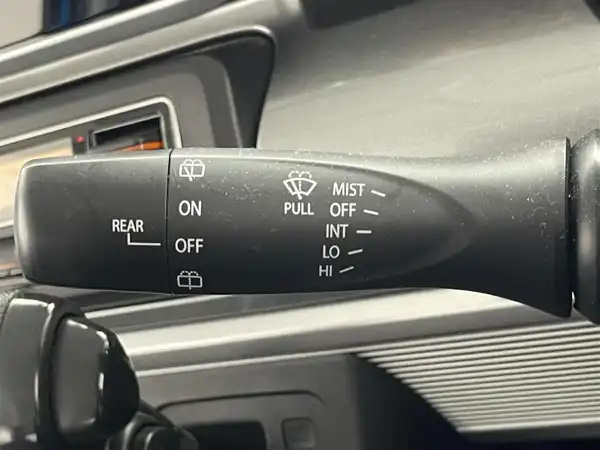 REAR
ON
OFF
PULL
MIST
OFF
INT
LO
HI